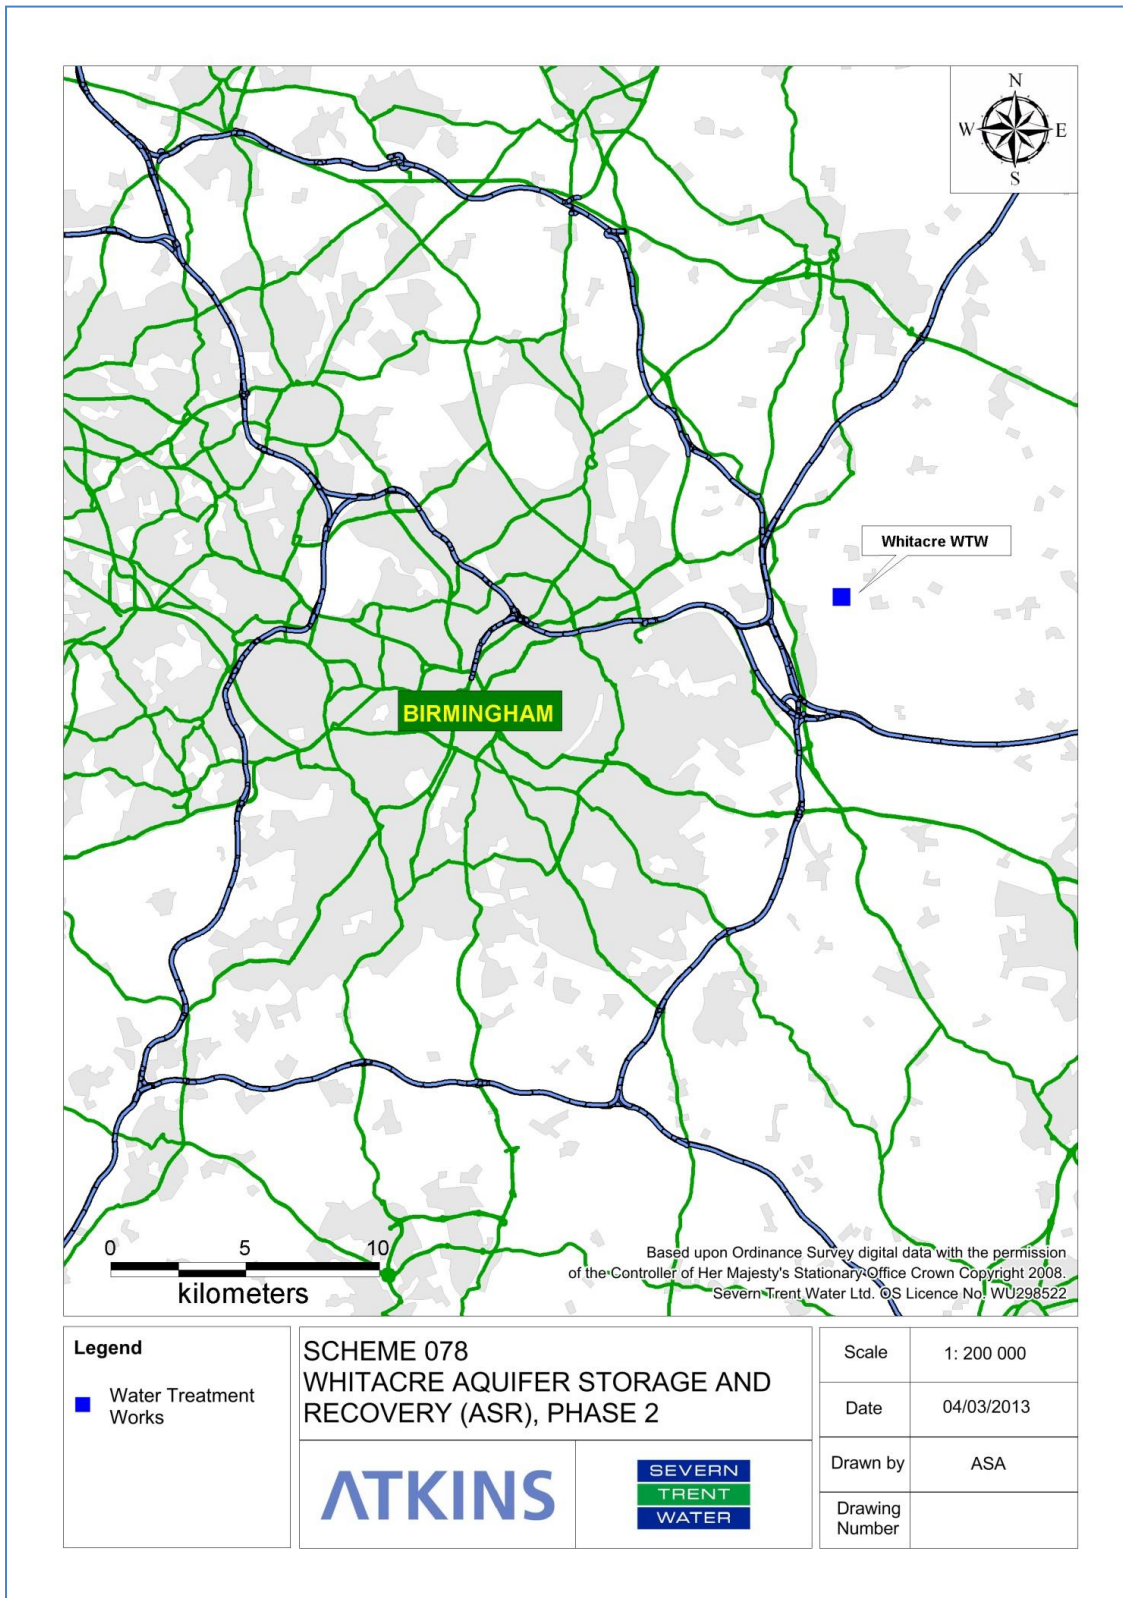 N
W E
S
Whitacre WTW
BIRMINGHAM
0 5 10
kilometers
Based upon Ordinance Survey digital data with the permission
of the Controller of Her Majesty's Stationary Office Crown Copyright 2008.
Severn Trent Water Ltd. OS Licence No. WU298522
Legend
Water Treatment
Works
SCHEME 078
WHITACRE AQUIFER STORAGE AND
RECOVERY (ASR), PHASE 2
ATKINS
SEVERN
TRENT
WATER
Scale 1: 200 000
Date 04/03/2013
Drawn by ASA
Drawing
Number